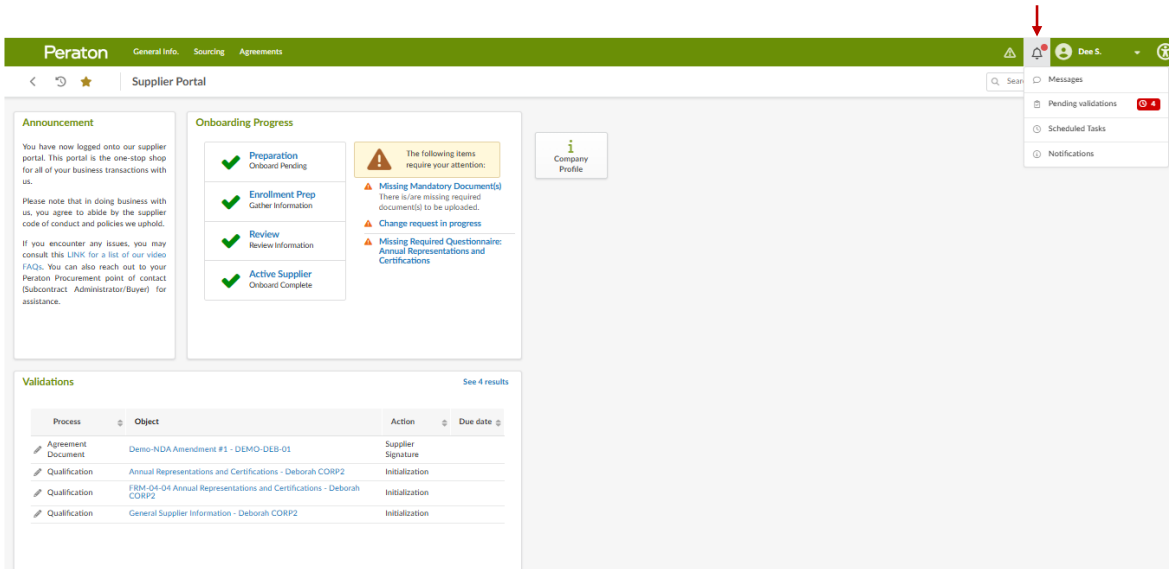 Peraton
General Info.
Sourcing
Agreements
Dee S.
Supplier Portal
Sear
Messages
Pending validations
4
Scheduled Tasks
Notifications
Announcement
You have now logged onto our supplier
portal. This portal is the one-stop shop
for all of your business transactions with
us.
Please note that in doing business with
us, you agree to abide by the supplier
code of conduct and policies we uphold.
If you encounter any issues, you may
consult this LINK for a list of our video
FAQs. You can also reach out to your
Peraton Procurement point of contact
(Subcontract Administrator/Buyer) for
assistance.
Onboarding Progress
Preparation
Onboard Pending
Enrollment Prep
Gather Information
Review
Review Information
Active Supplier
Onboard Complete
The following items
require your attention:
Missing Mandatory Document(s)
There is/are missing required
document(s) to be uploaded.
Change request in progress
Missing Required Questionnaire:
Annual Representations and
Certifications
Company
Profile
Validations
See 4 results
Process
Object
Action
Due date
Agreement
Document
Demo-NDA Amendment #1 - DEMO-DEB-01
Supplier
Signature
Qualification
Annual Representations and Certifications - Deborah CORP2
Initialization
Qualification
FRM-04-04 Annual Representations and Certifications - Deborah
CORP2
Initialization
Qualification
General Supplier Information - Deborah CORP2
Initialization